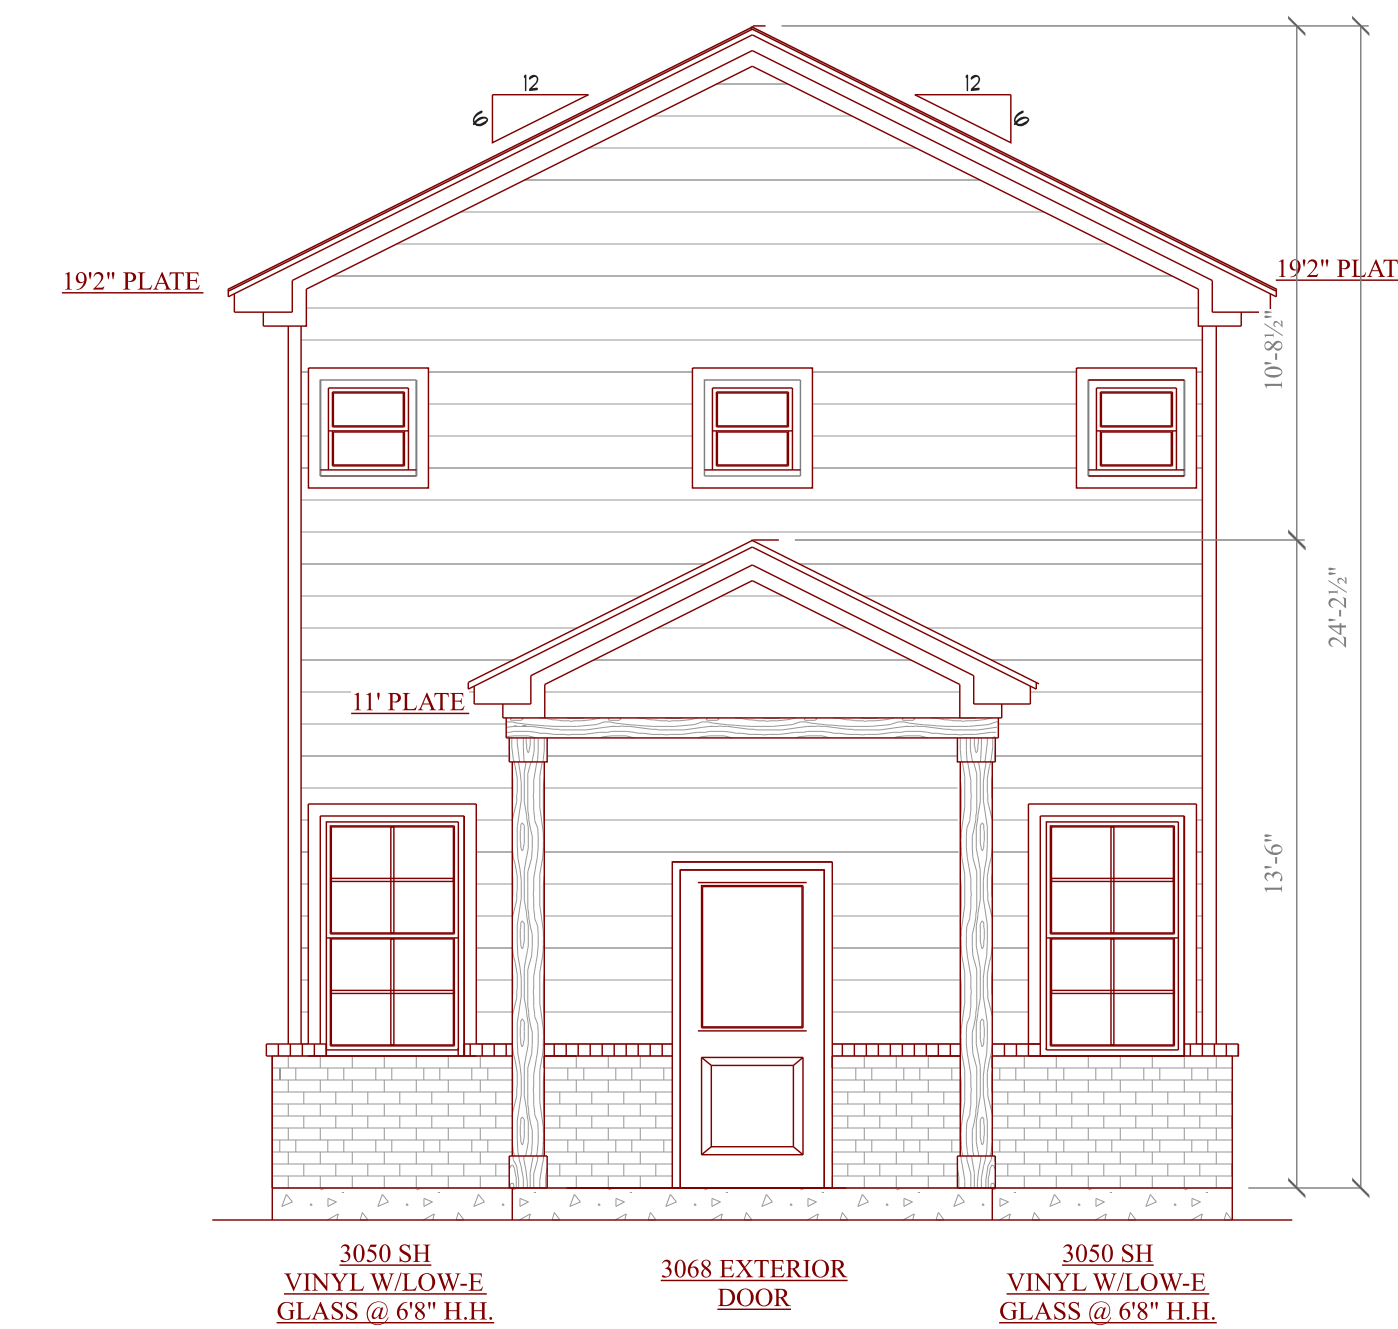 12
12
6
6
19'2" PLATE
19'2" PLAT
10'-8½"
24'-2½"
11' PLATE
13'-6"
3050 SH
VINYL W/LOW-E
GLASS @ 6'8" H.H.
3068 EXTERIOR
DOOR
3050 SH
VINYL W/LOW-E
GLASS @ 6'8" H.H.